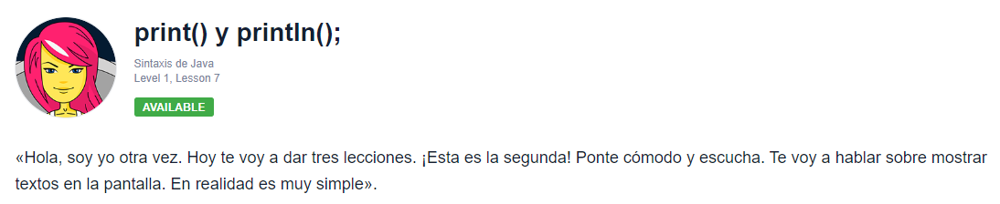 print() y println();
Sintaxis de Java
Level 1, Lesson 7
AVAILABLE
«Hola, soy yo otra vez. Hoy te voy a dar tres lecciones. ¡Esta es la segunda! Ponte cómodo y escucha. Te voy a hablar sobre mostrar
textos en la pantalla. En realidad es muy simple».